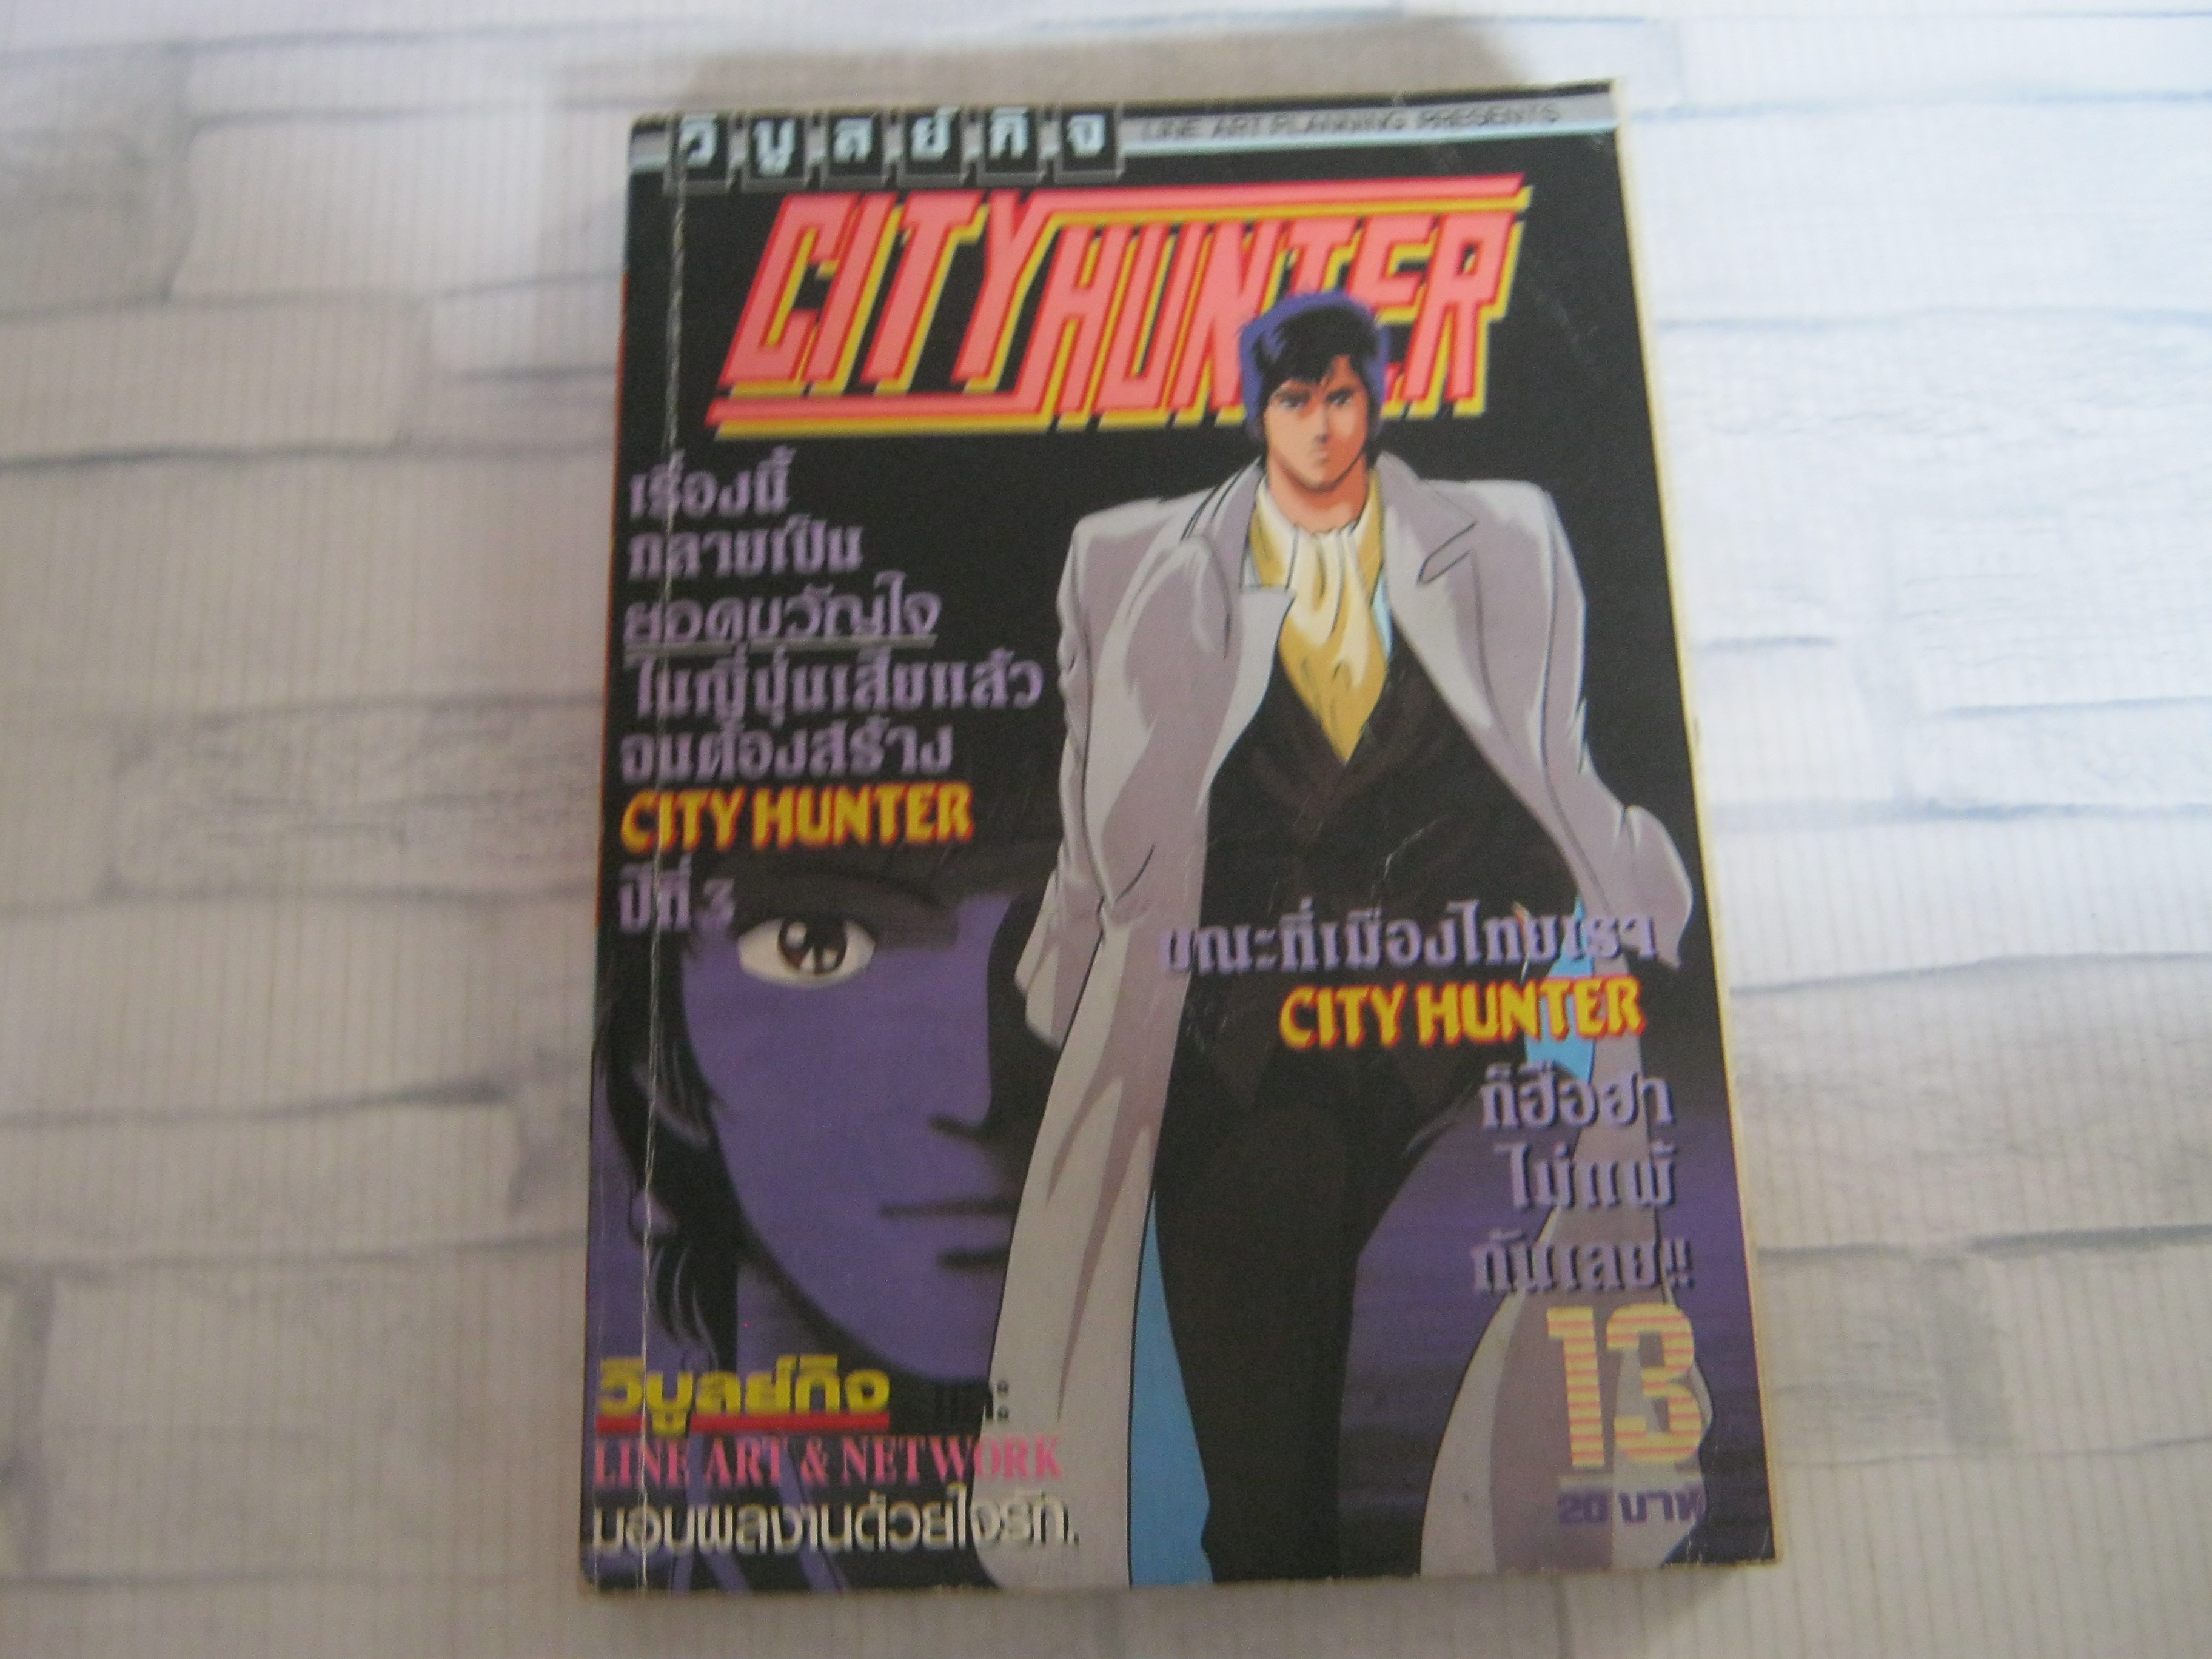 วิบูลย์กิจ LINE ART PLANNING PRESENTS
CITY HUNTER
เรื่องนี้
กลายเป็น
ยอดขวัญใจ
ในญี่ปุ่นเสียแล้ว
จนต้องสร้าง
CITY HUNTER
ปีที่ 3
ขณะที่เมืองไทยเรา
CITY HUNTER
ก็ฮือฮา
ไม่แพ้
กันเลย!!
13
20 บาท
วิบูลย์กิจ และ
LINE ART & NETWORK
มอบผลงานด้วยใจรัก.